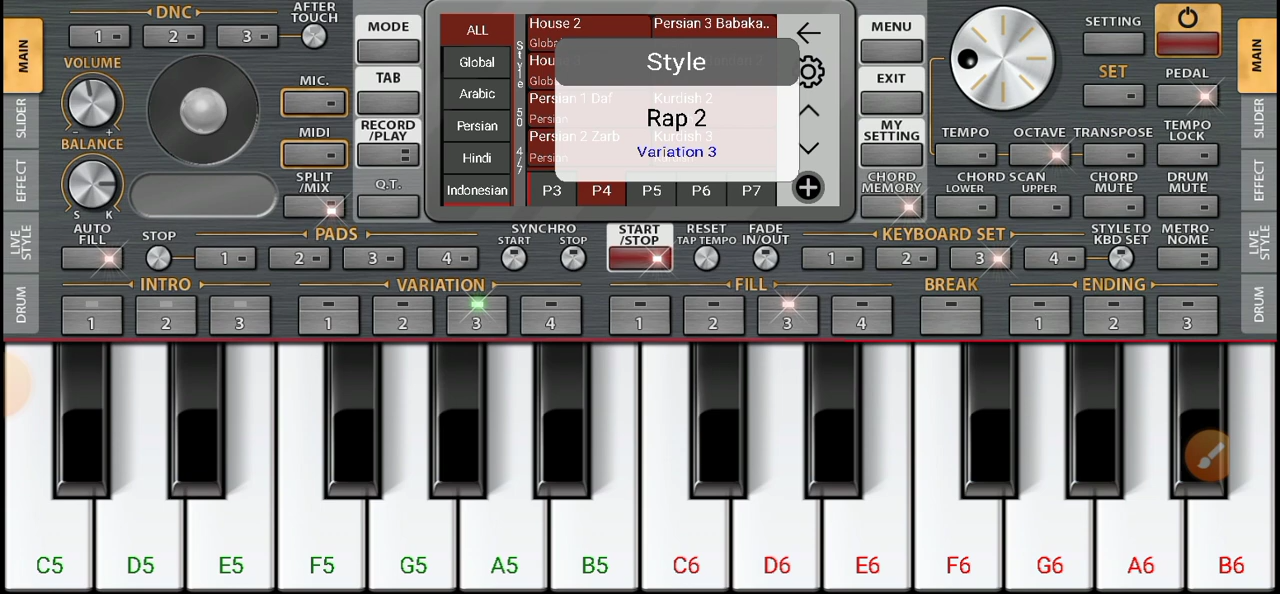 DNC
1 2 3
AFTER
TOUCH
MAIN
SLIDER
EFFECT
LIVE
STYLE
DRUM
VOLUME
- +
BALANCE
S K
MIC.
MIDI
SPLIT
/MIX
MODE
TAB
RECORD
/PLAY
Q.T.
ALL
Global
Arabic
Persian
Hindi
Indonesian
Style 50 4/7
House 2
Persian 3 Babaka..
Persian 1 Daf
Kurdish 2
Persian 2 Zarb
Kurdish 3
Persian
Style
Rap 2
Variation 3
P3 P4 P5 P6 P7
MENU
EXIT
MY
SETTING
CHORD
MEMORY
SETTING
SET
PEDAL
TEMPO
OCTAVE
TRANSPOSE
TEMPO
LOCK
CHORD SCAN
LOWER UPPER
CHORD
MUTE
DRUM
MUTE
MAIN
SLIDER
EFFECT
LIVE
STYLE
DRUM
AUTO
FILL
STOP
PADS
1 2 3 4
SYNCHRO
START STOP
START
/STOP
RESET
TAP TEMPO
FADE
IN/OUT
KEYBOARD SET
1 2 3 4
STYLE TO
KBD SET
METRO-
NOME
INTRO
1 2 3
VARIATION
1 2 3 4
FILL
1 2 3 4
BREAK
ENDING
1 2 3
C5 D5 E5 F5 G5 A5 B5 C6 D6 E6 F6 G6 A6 B6